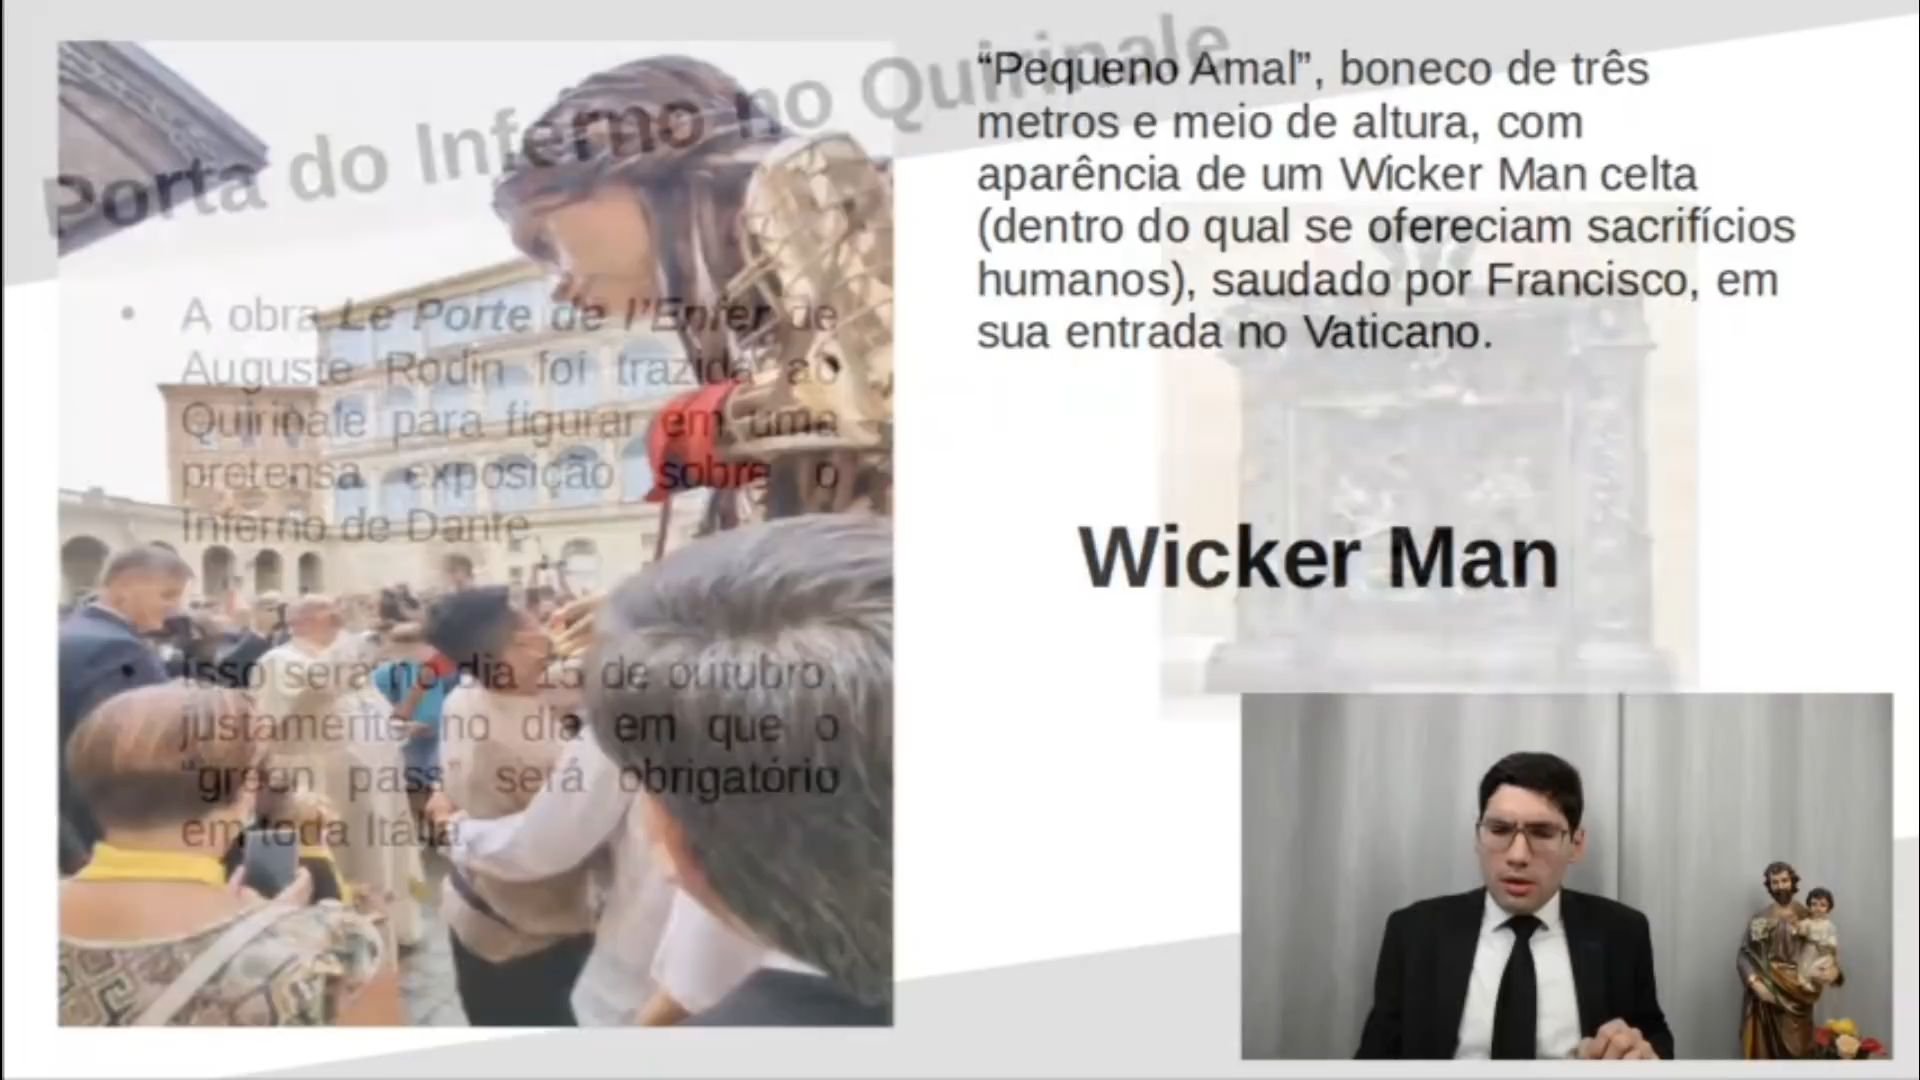 Porta do Inferno no Quirinale
“Pequeno Amal”, boneco de três
metros e meio de altura, com
aparência de um Wicker Man celta
(dentro do qual se ofereciam sacrifícios
humanos), saudado por Francisco, em
sua entrada no Vaticano.
Wicker Man
• A obra Le Porte de l’Enfer de
Auguste Rodin foi trazida ao
Quirinale para figurar em uma
pretensa exposição sobre o
Inferno de Dante
• Isso será no dia 15 de outubro,
justamente no dia em que o
“green pass” será obrigatório
em toda Itália.